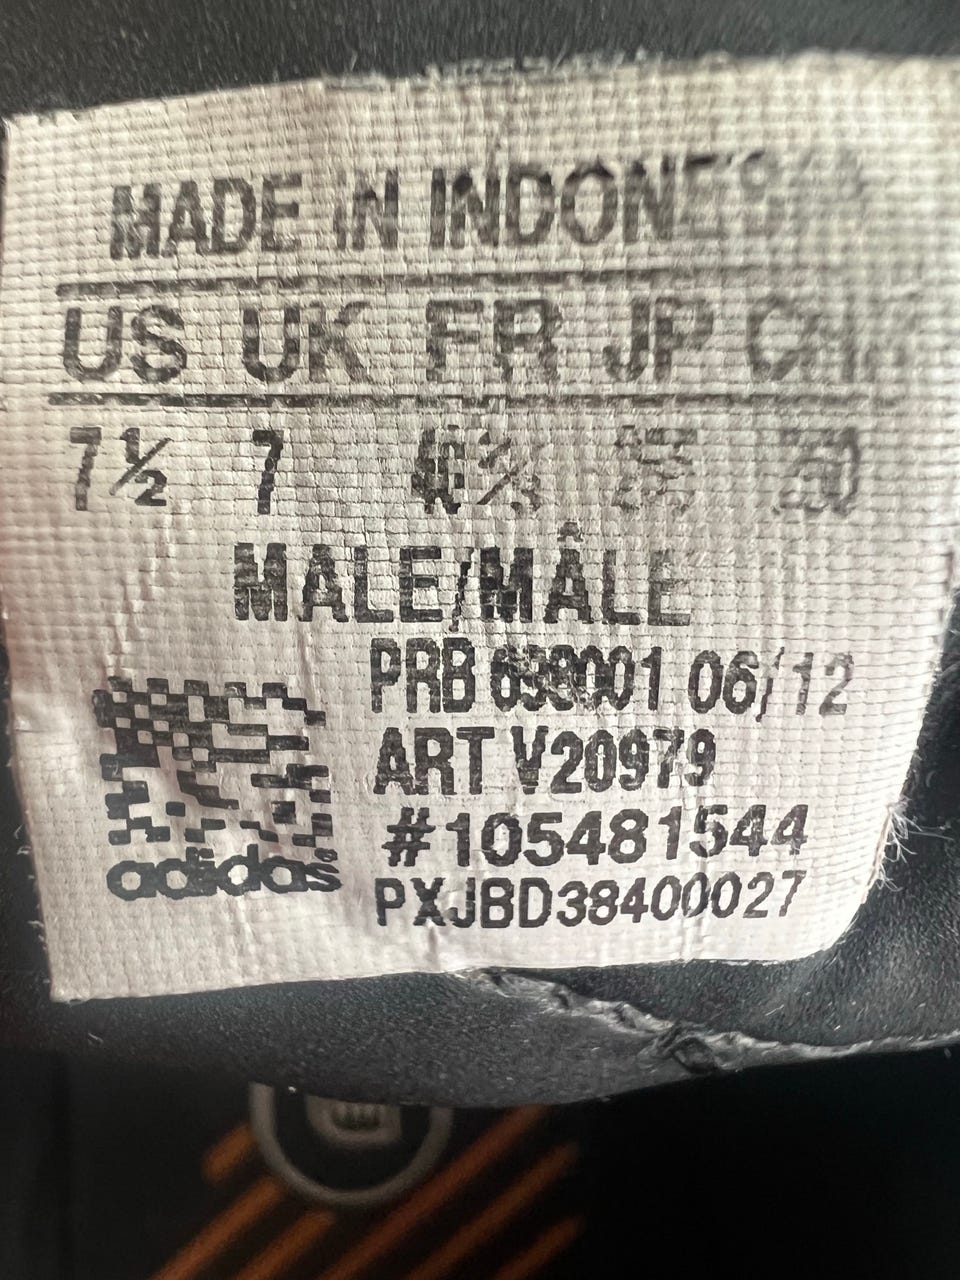 MADE IN INDONESIA
US UK FR JP CHN
7½ 7 40⅔
MALE/MÂLE
PRB 06/12
ART V20979
#105481544
PXJBD38400027
adidas®